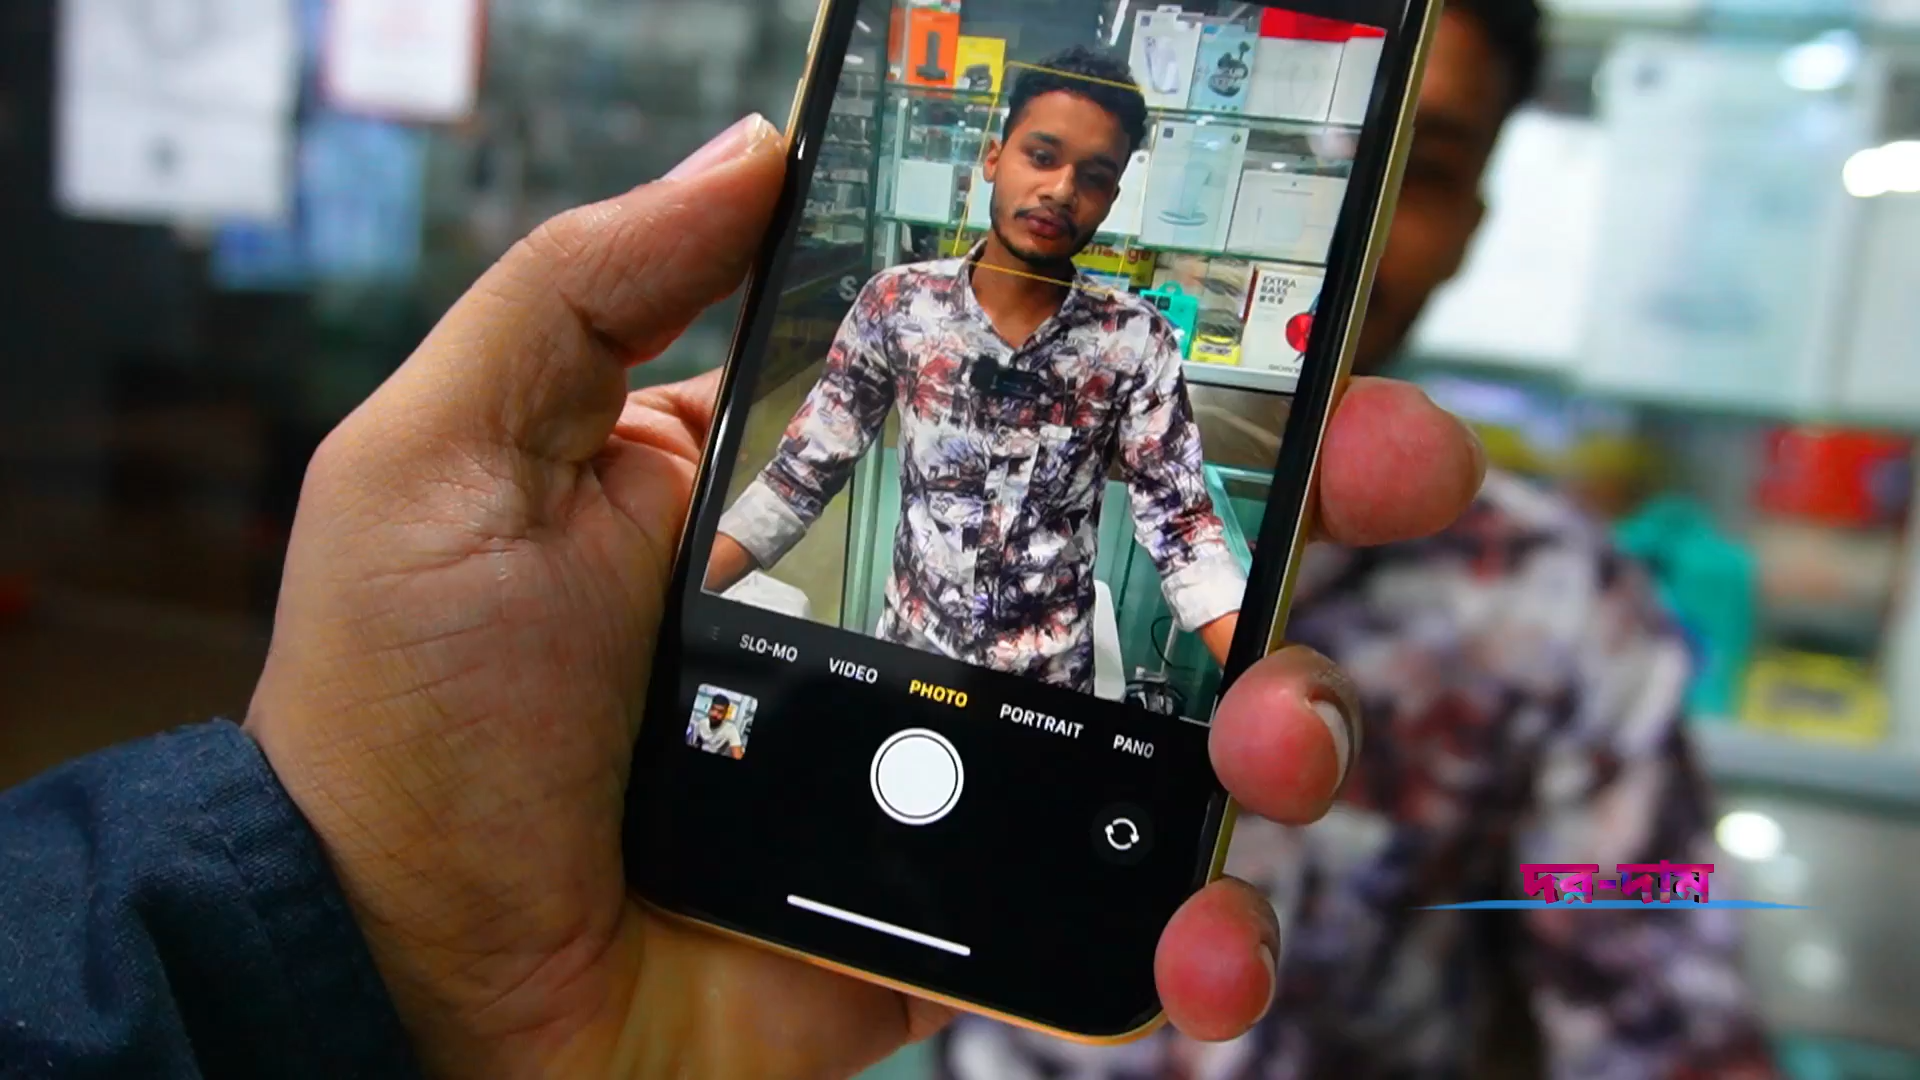 EXTRA
BASS
SLO-MO
VIDEO
PHOTO
PORTRAIT
PANO
দর-দাম